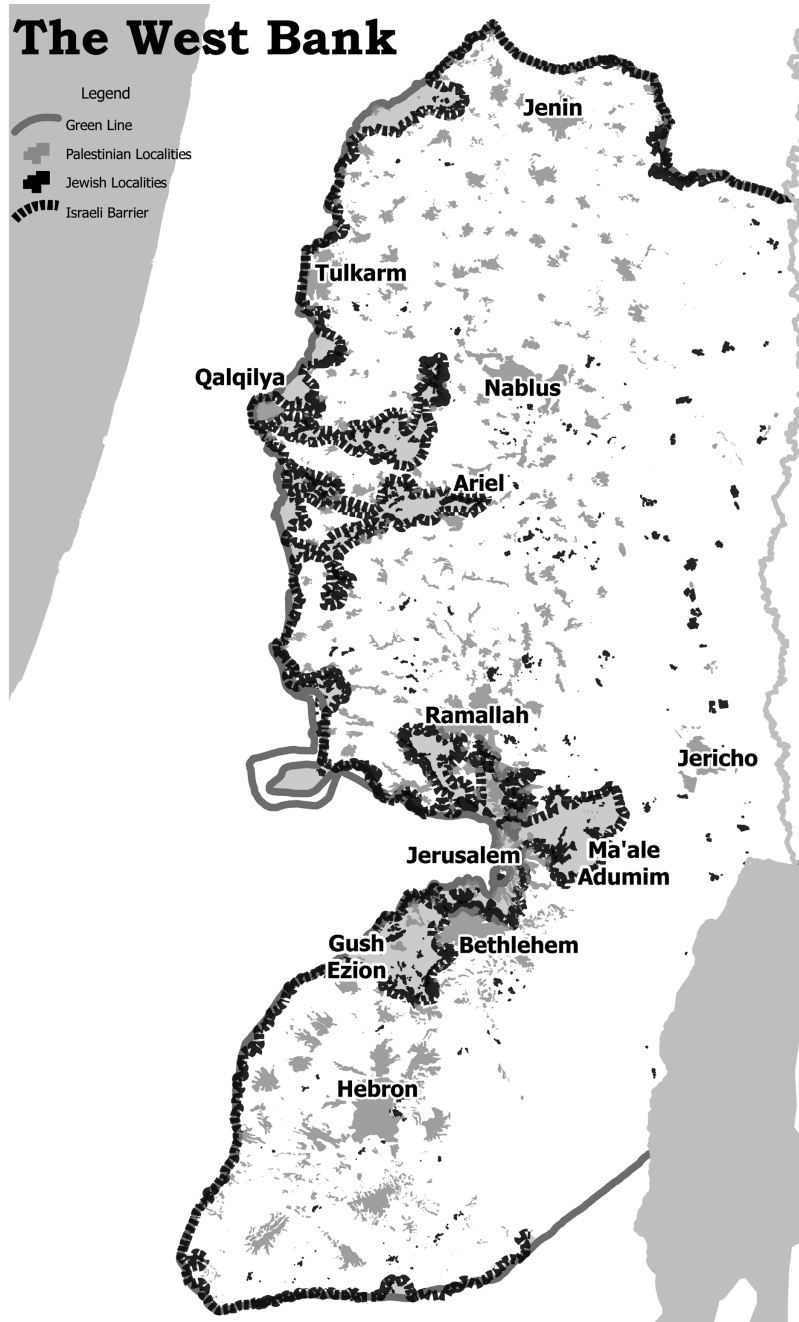 The West Bank
Legend
Green Line
Palestinian Localities
Jewish Localities
Israeli Barrier
Jenin
Tulkarm
Qalqilya
Nablus
Ariel
Ramallah
Jericho
Jerusalem
Ma'ale
Adumim
Gush
Ezion
Bethlehem
Hebron